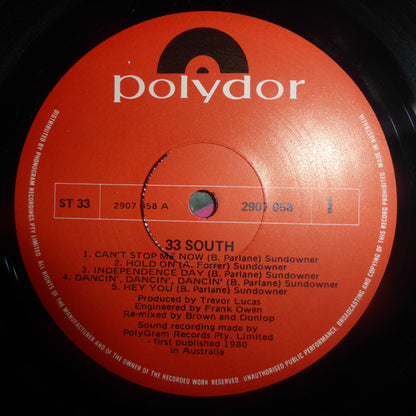 polydor
ST 33
2907 058 A
2907 058
1
33 SOUTH
1. CAN'T STOP ME NOW (B. Parlane) Sundowner
2. HOLD ON (A. Forrer) Sundowner
3. INDEPENDENCE DAY (B. Parlane) Sundowner
4. DANCIN', DANCIN', DANCIN' (B. Parlane) Sundowner
5. HEY YOU (B. Parlane) Sundowner
Produced by Trevor Lucas
Engineered by Frank Owen
Re-mixed by Brown and Dunlop
Sound recording made by
PolyGram Records Pty. Limited
- first published 1980
in Australia
DISTRIBUTED BY PHONOGRAM RECORDINGS PTY. LIMITED. ALL RIGHTS OF THE MANUFACTURER AND OF THE OWNER OF THE RECORDED WORK RESERVED. UNAUTHORISED PUBLIC PERFORMANCE, BROADCASTING AND COPYING OF THIS RECORD PROHIBITED. MADE IN AUSTRALIA